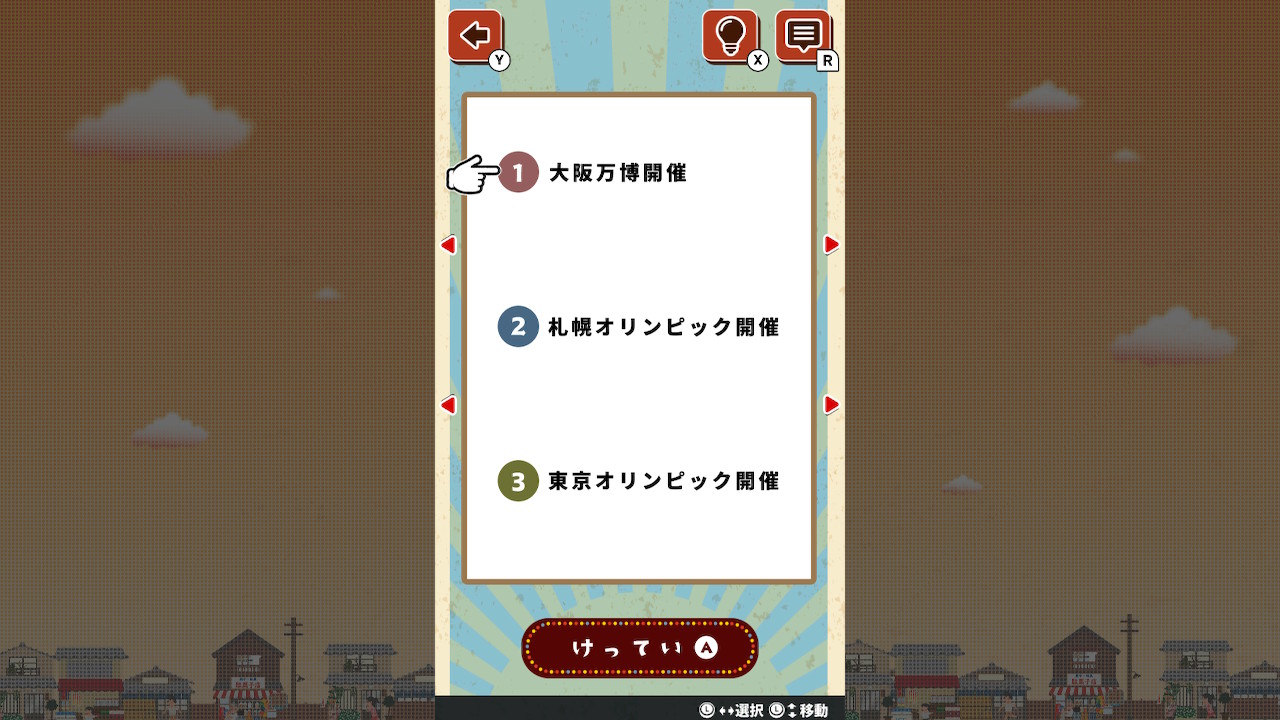 Y
X
R
1 大阪万博開催
2 札幌オリンピック開催
3 東京オリンピック開催
けってい A
L 選択 L 移動